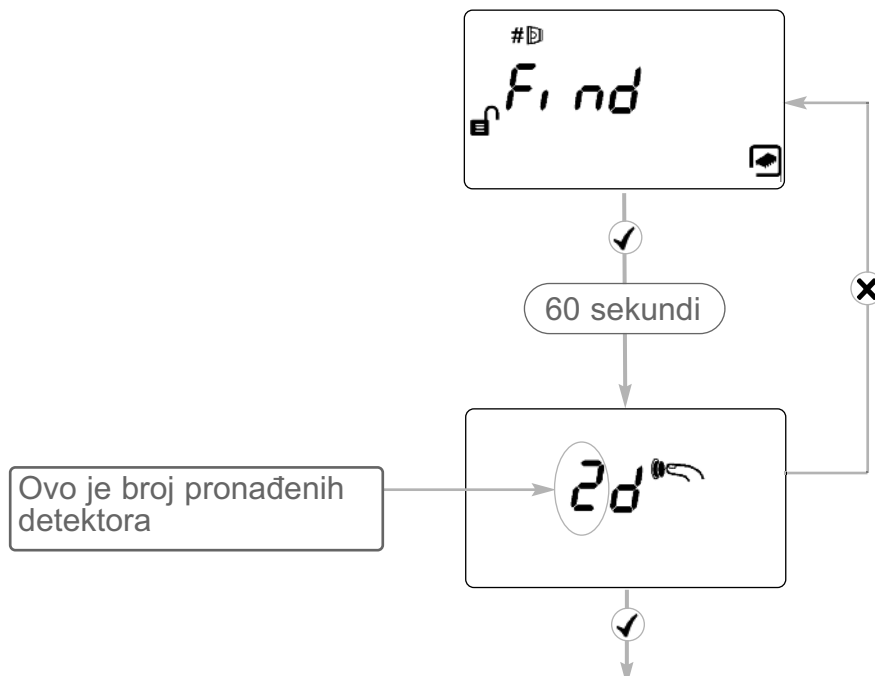 #
Find
60 sekundi
2d
Ovo je broj pronađenih
detektora